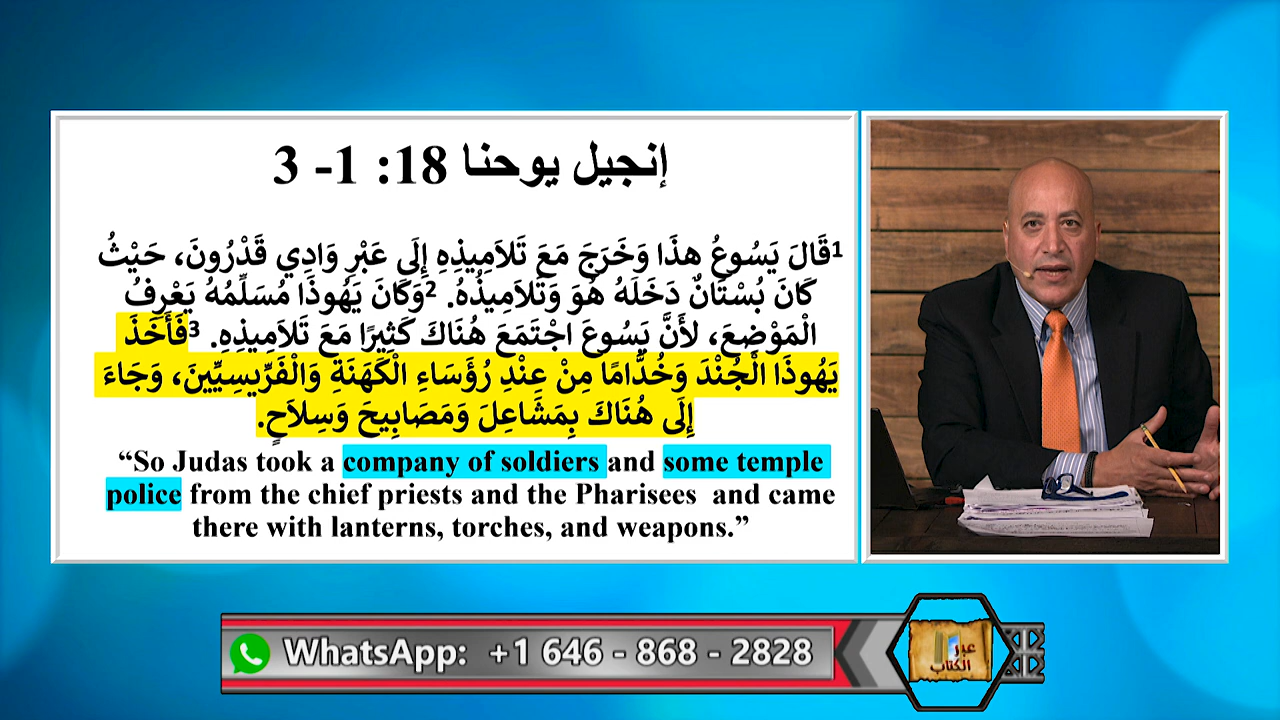 إنجيل يوحنا 18: 1- 3
1قَالَ يَسُوعُ هذَا وَخَرَجَ مَعَ تَلاَمِيذِهِ إِلَى عَبْرِ وَادِي قَدْرُونَ، حَيْثُ
كَانَ بُسْتَانٌ دَخَلَهُ هُوَ وَتَلاَمِيذُهُ. 2وَكَانَ يَهُوذَا مُسَلِّمُهُ يَعْرِفُ
الْمَوْضِعَ، لأَنَّ يَسُوعَ اجْتَمَعَ هُنَاكَ كَثِيرًا مَعَ تَلاَمِيذِهِ. 3فَأَخَذَ
يَهُوذَا الْجُنْدَ وَخُدَّامًا مِنْ عِنْدِ رُؤَسَاءِ الْكَهَنَةِ وَالْفَرِّيسِيِّينَ، وَجَاءَ
إِلَى هُنَاكَ بِمَشَاعِلَ وَمَصَابِيحَ وَسِلاَحٍ.
“So Judas took a company of soldiers and some temple
police from the chief priests and the Pharisees and came
there with lanterns, torches, and weapons.”
WhatsApp: +1 646 - 868 - 2828
عبر
الكتاب